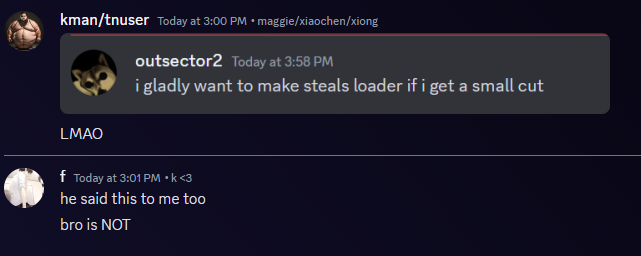 kman/tnuser Today at 3:00 PM • maggie/xiaochen/xiong
outsector2 Today at 3:58 PM
i gladly want to make steals loader if i get a small cut
LMAO
f Today at 3:01 PM • k <3
he said this to me too
bro is NOT